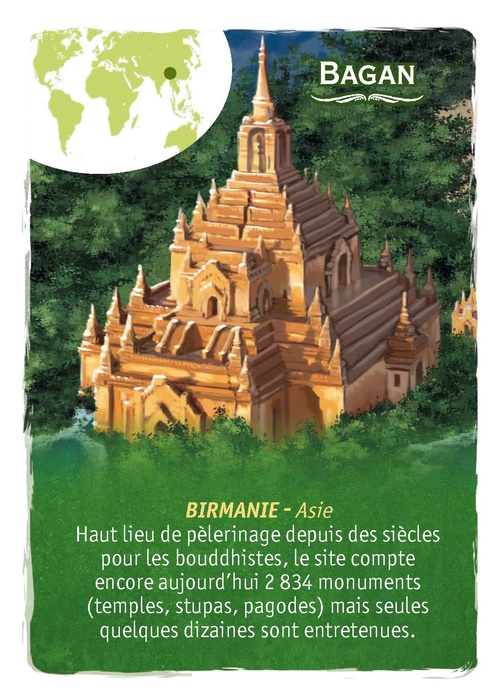 BAGAN
BIRMANIE - Asie
Haut lieu de pèlerinage depuis des siècles
pour les bouddhistes, le site compte
encore aujourd'hui 2 834 monuments
(temples, stupas, pagodes) mais seules
quelques dizaines sont entretenues.